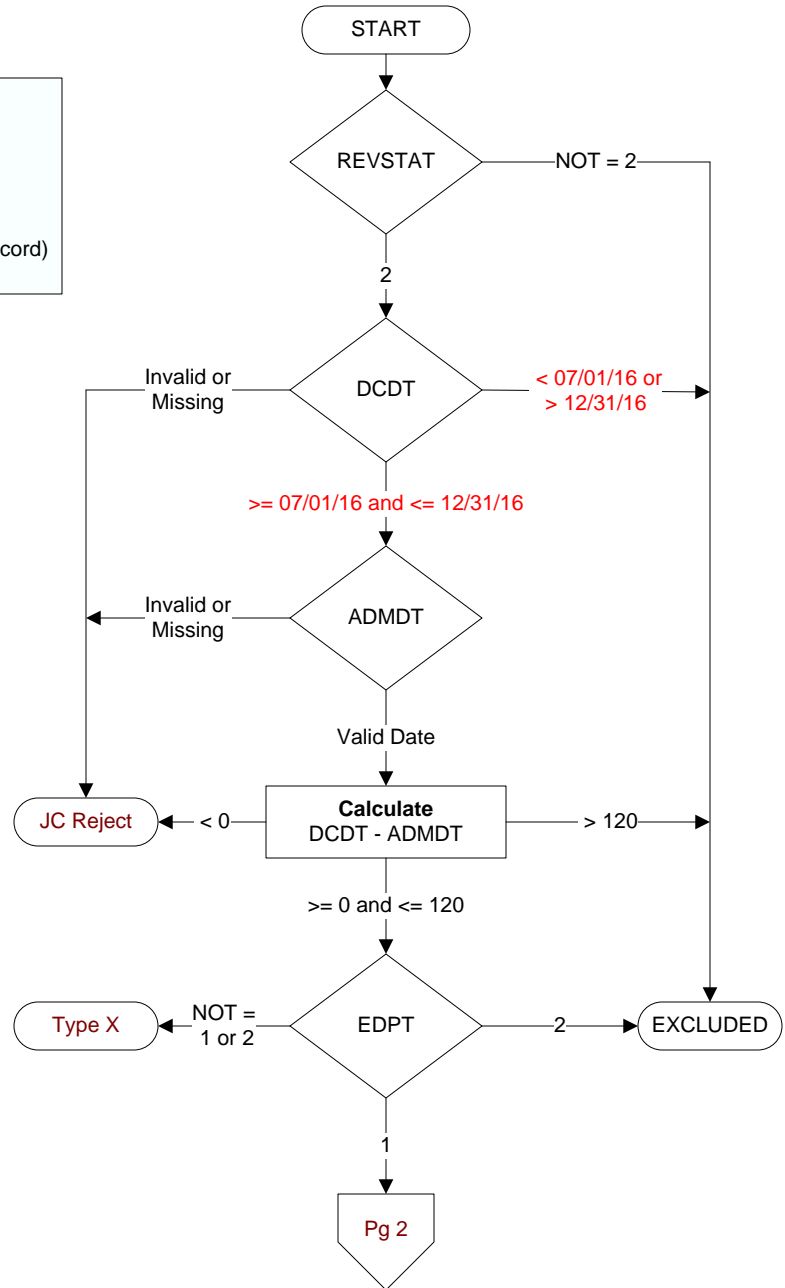 START
REVSTAT
NOT = 2
cord)
2
Invalid or
Missing
DCDT
< 07/01/16 or
> 12/31/16
>= 07/01/16 and <= 12/31/16
Invalid or
Missing
ADMDT
Valid Date
JC Reject
< 0
Calculate
DCDT - ADMDT
> 120
>= 0 and <= 120
Type X
NOT =
1 or 2
EDPT
2
EXCLUDED
1
Pg 2